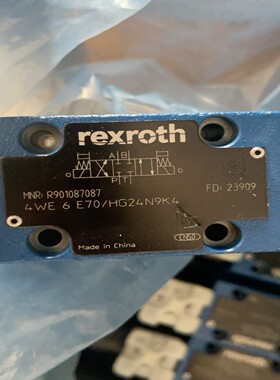 rexroth
A B
a b
P T
MNR: R901087087
FD: 23909
4WE 6 E70/HG24N9K4
Made in China